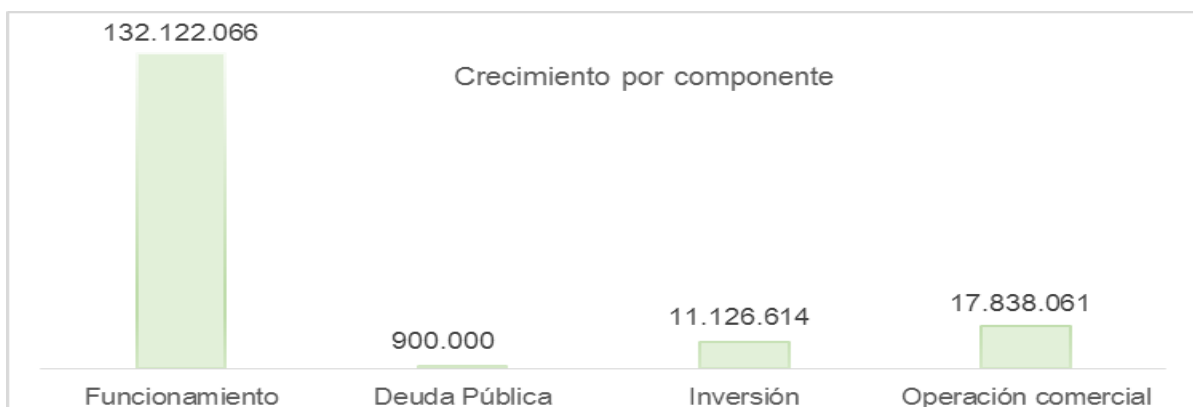 132.122.066
Crecimiento por componente
17.838.061
11.126.614
900.000
Funcionamiento Deuda Pública Inversión Operación comercial